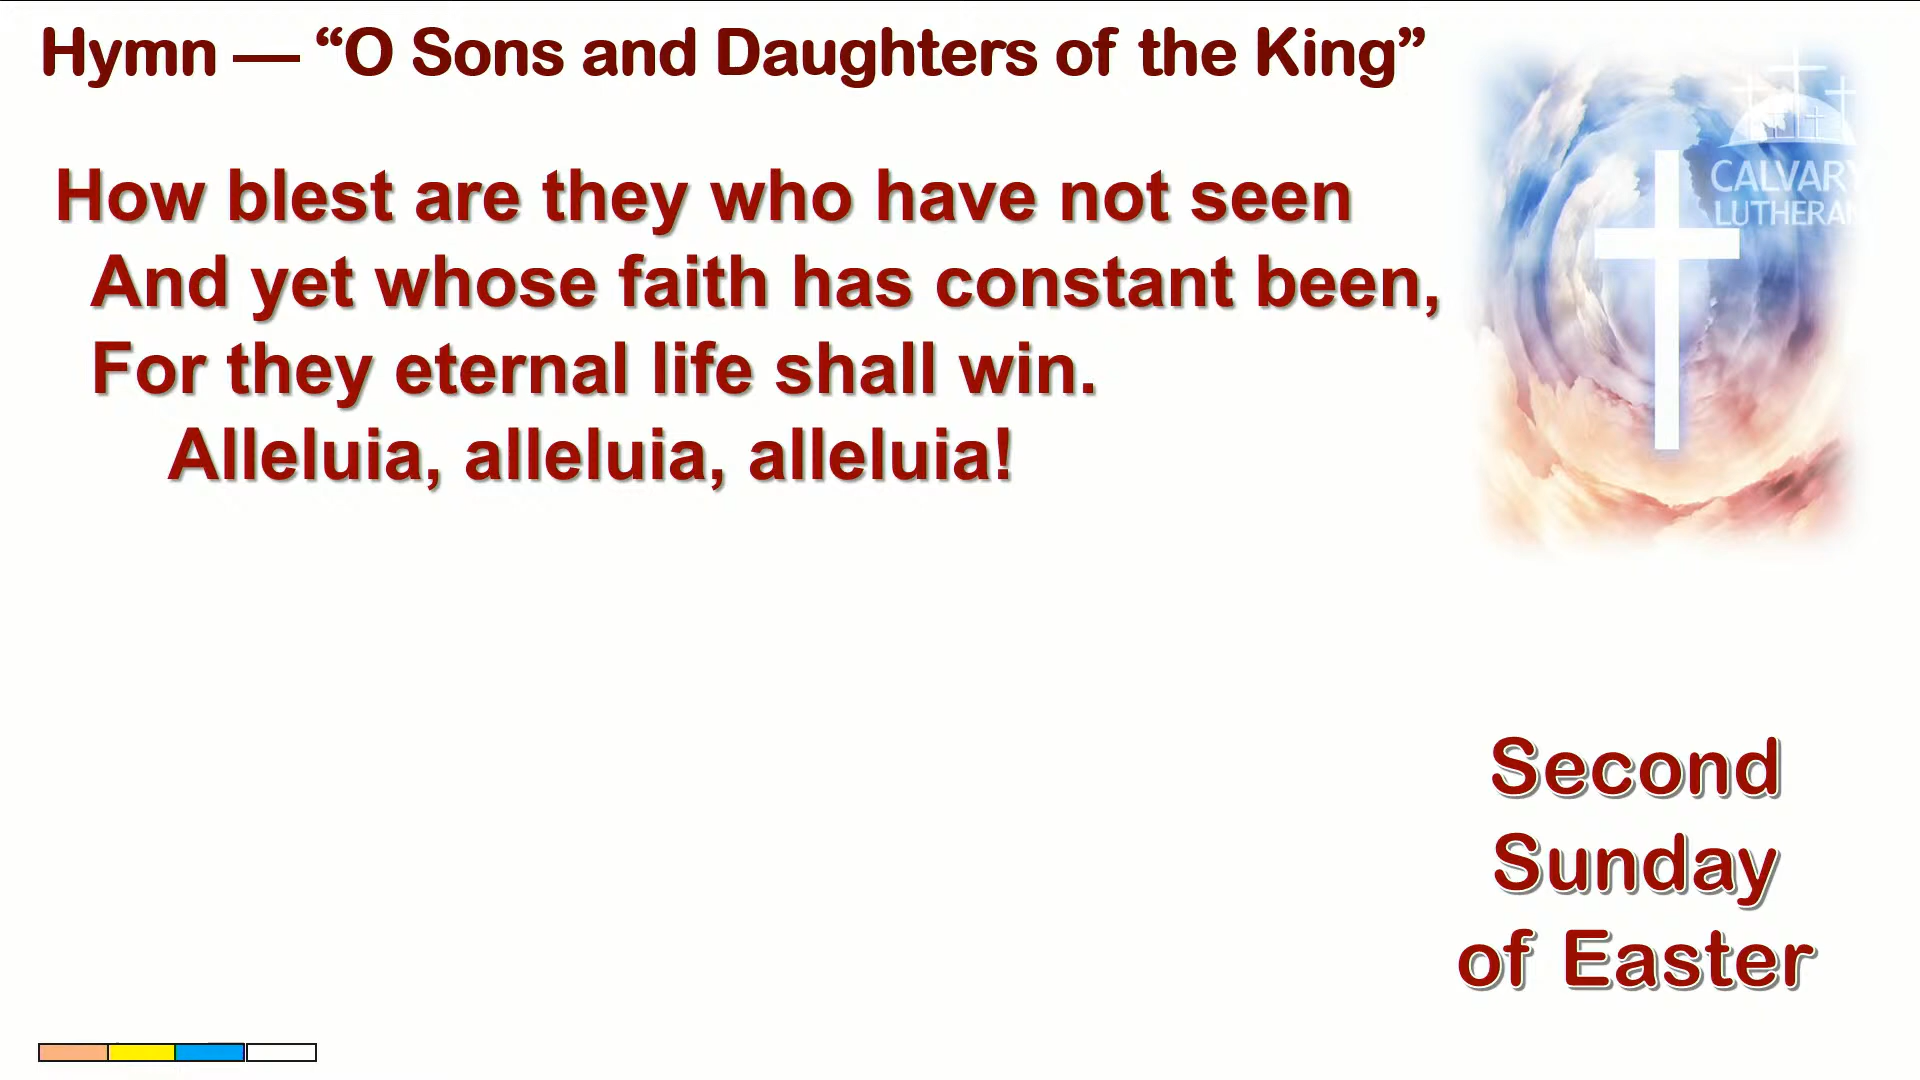 Hymn — “O Sons and Daughters of the King”
How blest are they who have not seen
And yet whose faith has constant been,
For they eternal life shall win.
Alleluia, alleluia, alleluia!
CALVARY
LUTHERAN
Second
Sunday
of Easter